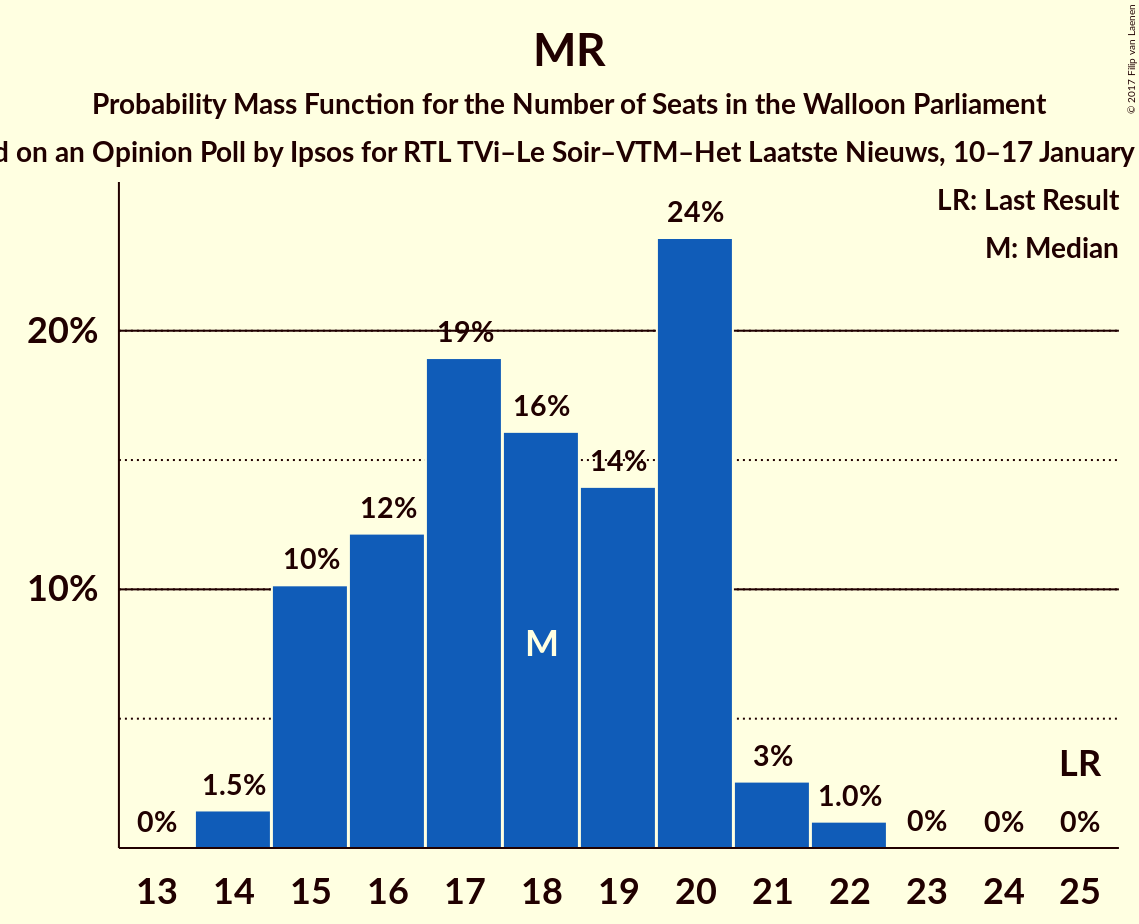 MR
Probability Mass Function for the Number of Seats in the Walloon Parliament
on an Opinion Poll by Ipsos for RTL TVi–Le Soir–VTM–Het Laatste Nieuws, 10–17 January
© 2017 Filip van Laenen
LR: Last Result
M: Median
20%
10%
0%
1.5%
10%
12%
19%
16%
14%
24%
3%
1.0%
0%
0%
0%
M
LR
13 14 15 16 17 18 19 20 21 22 23 24 25